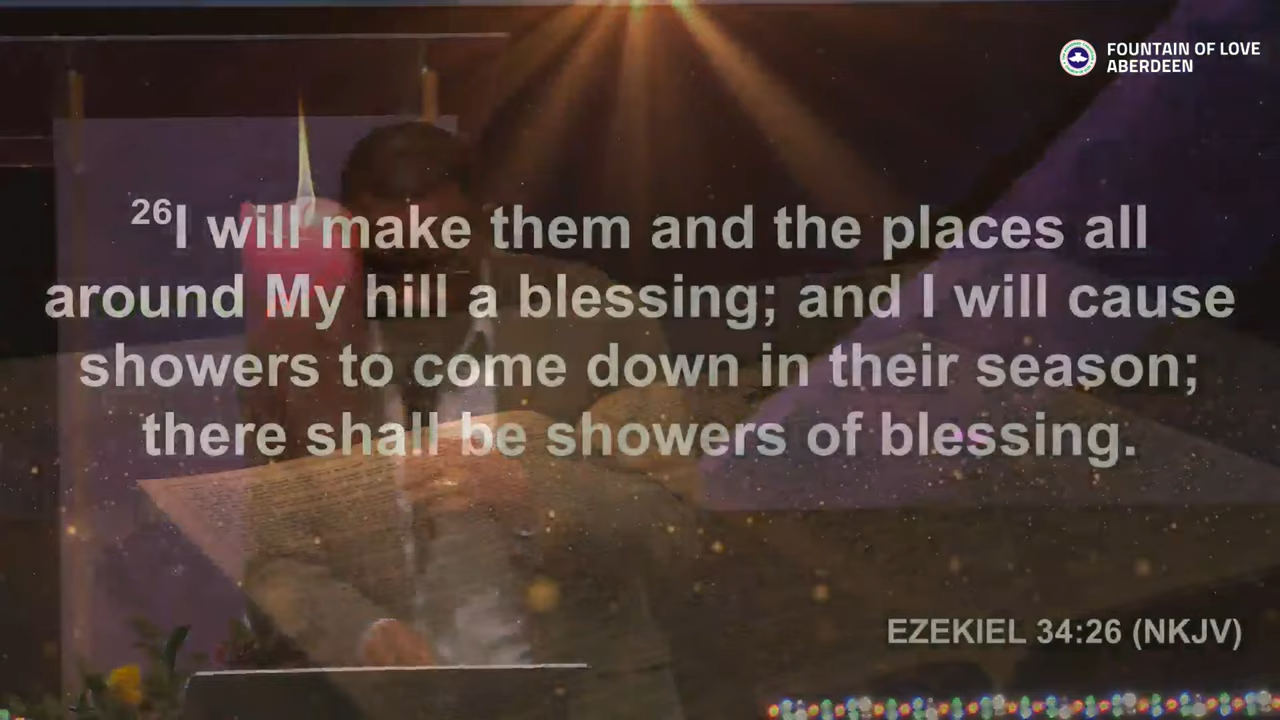 FOUNTAIN OF LOVE
ABERDEEN
26I will make them and the places all
around My hill a blessing; and I will cause
showers to come down in their season;
there shall be showers of blessing.
EZEKIEL 34:26 (NKJV)